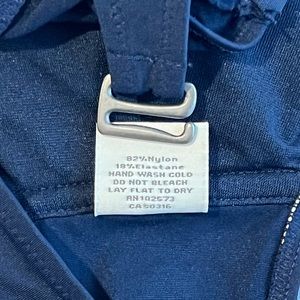 82%Nylon
18%Elastane
HAND WASH COLD
DO NOT BLEACH
LAY FLAT TO DRY
RN102573
CA50316